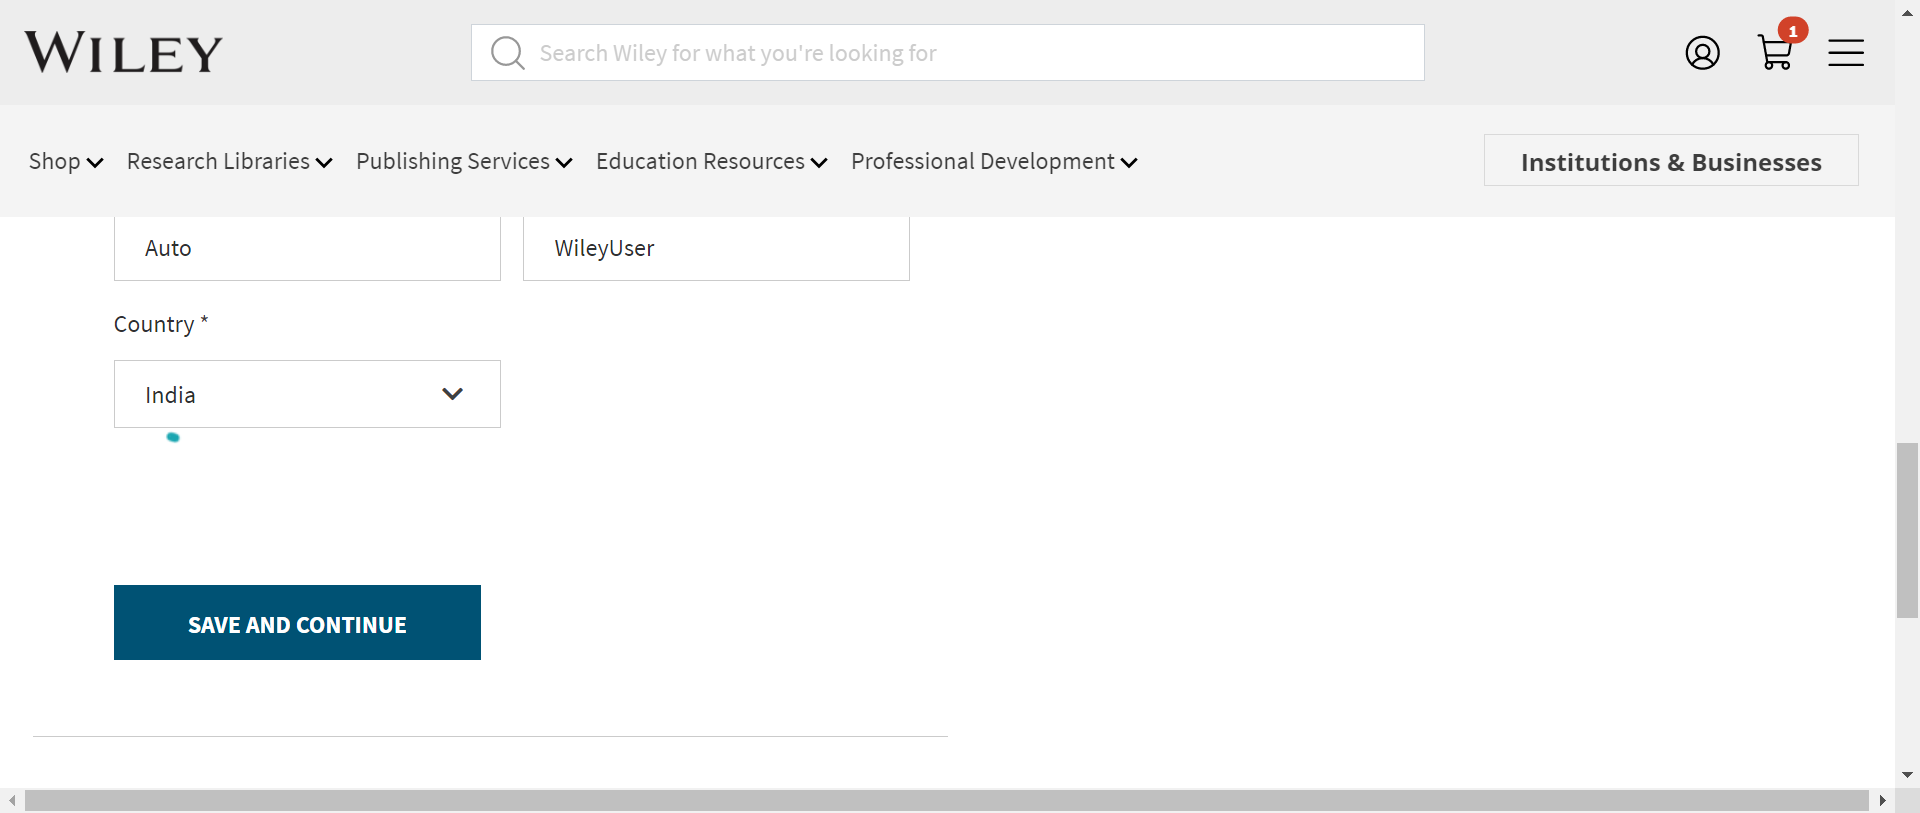 WILEY
Search Wiley for what you're looking for
1
Shop Research Libraries Publishing Services Education Resources Professional Development
Institutions & Businesses
Auto WileyUser
Country *
India
SAVE AND CONTINUE